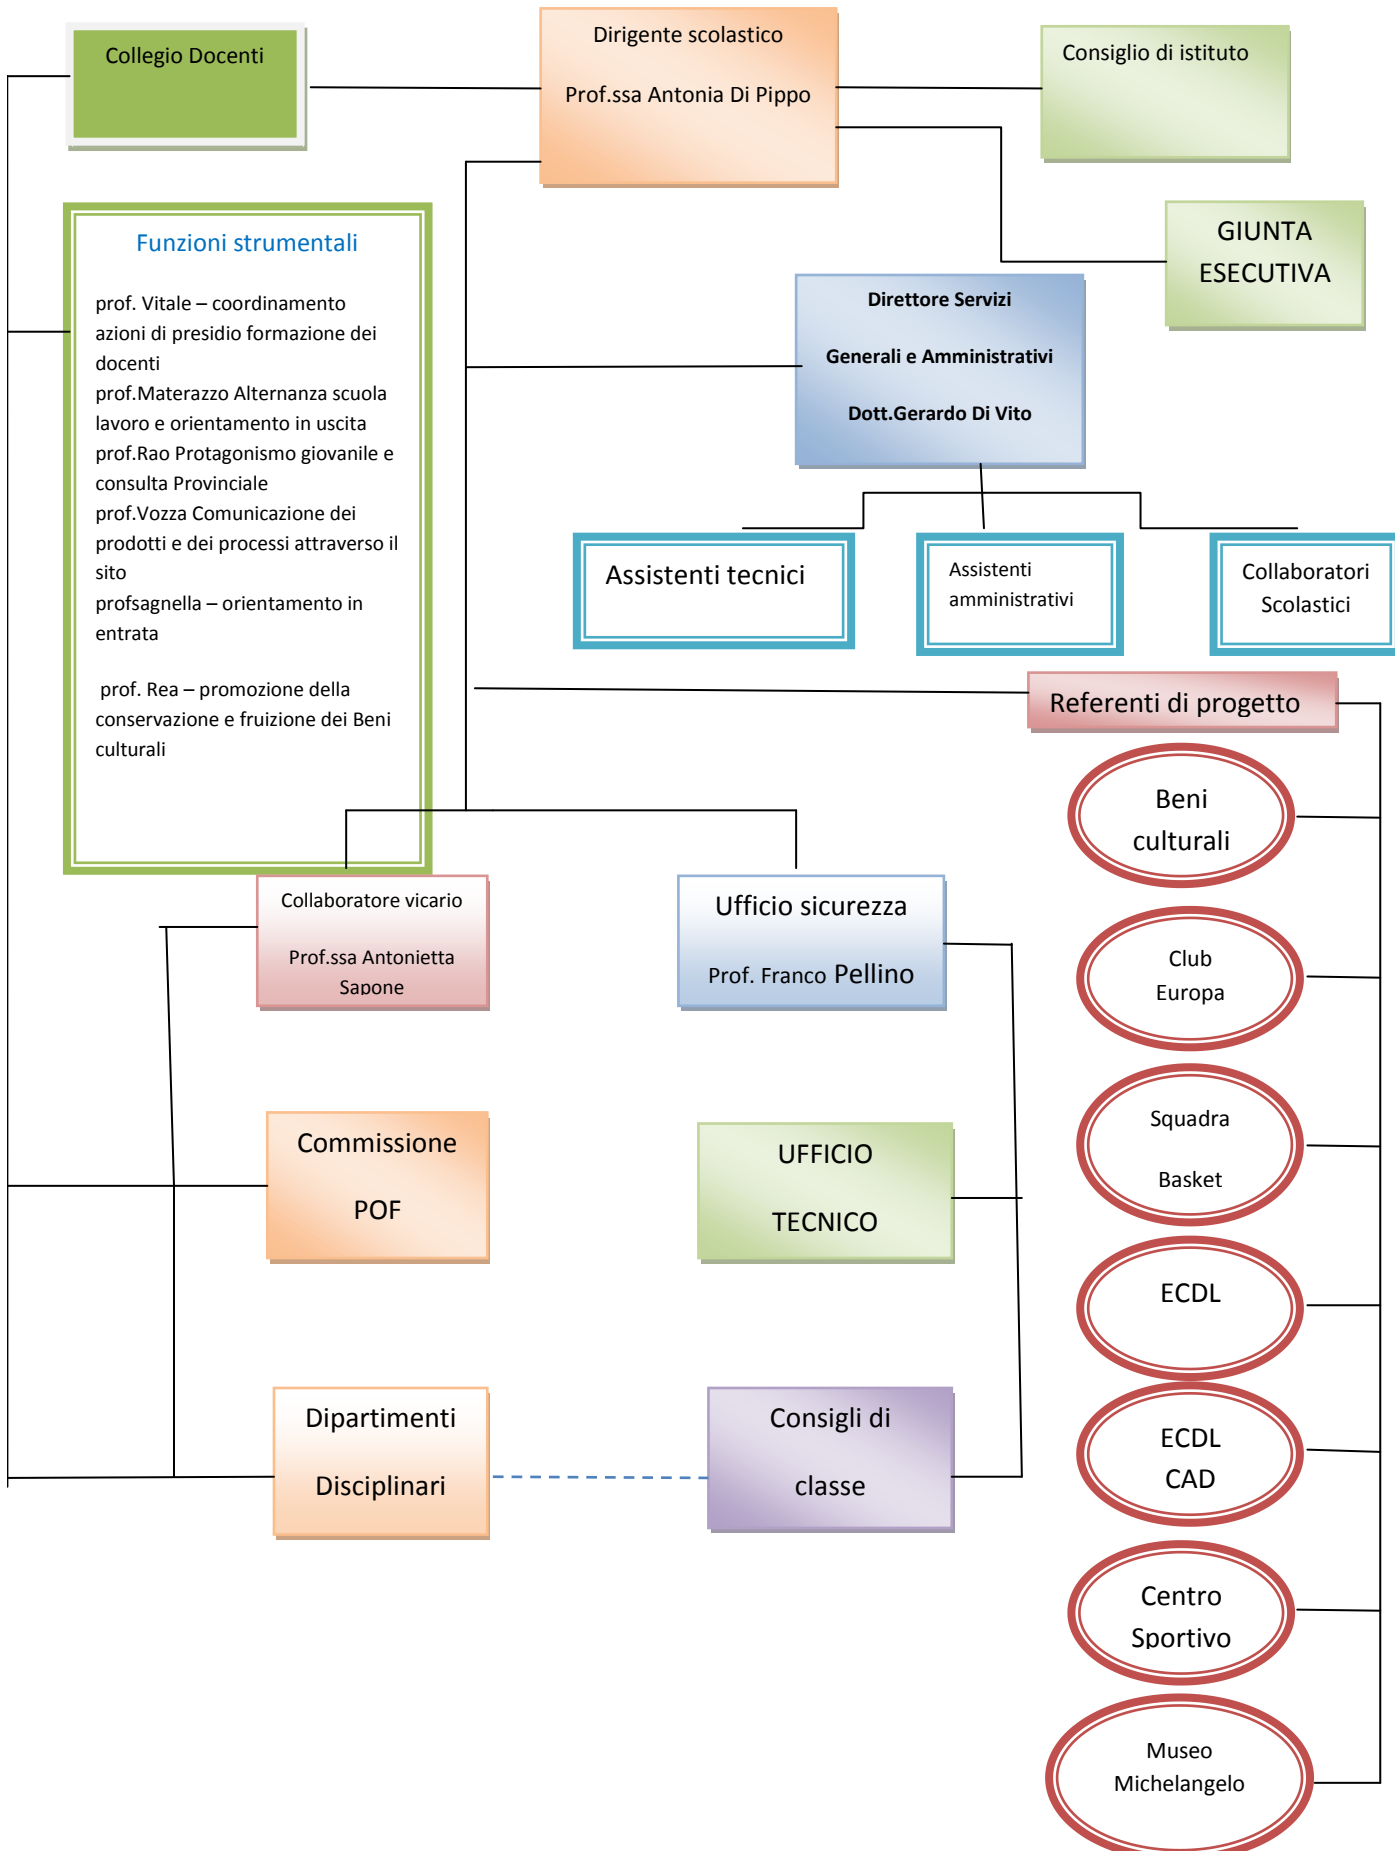 Collegio Docenti
Dirigente scolastico
Prof.ssa Antonia Di Pippo
Consiglio di istituto
GIUNTA
ESECUTIVA
Funzioni strumentali
prof. Vitale – coordinamento
azioni di presidio formazione dei
docenti
prof.Materazzo Alternanza scuola
lavoro e orientamento in uscita
prof.Rao Protagonismo giovanile e
consulta Provinciale
prof.Vozza Comunicazione dei
prodotti e dei processi attraverso il
sito
profsagnella – orientamento in
entrata
prof. Rea – promozione della
conservazione e fruizione dei Beni
culturali
Direttore Servizi
Generali e Amministrativi
Dott.Gerardo Di Vito
Assistenti tecnici
Assistenti
amministrativi
Collaboratori
Scolastici
Referenti di progetto
Beni
culturali
Club
Europa
Squadra
Basket
ECDL
ECDL
CAD
Centro
Sportivo
Museo
Michelangelo
Collaboratore vicario
Prof.ssa Antonietta
Sapone
Ufficio sicurezza
Prof. Franco Pellino
Commissione
POF
UFFICIO
TECNICO
Dipartimenti
Disciplinari
Consigli di
classe